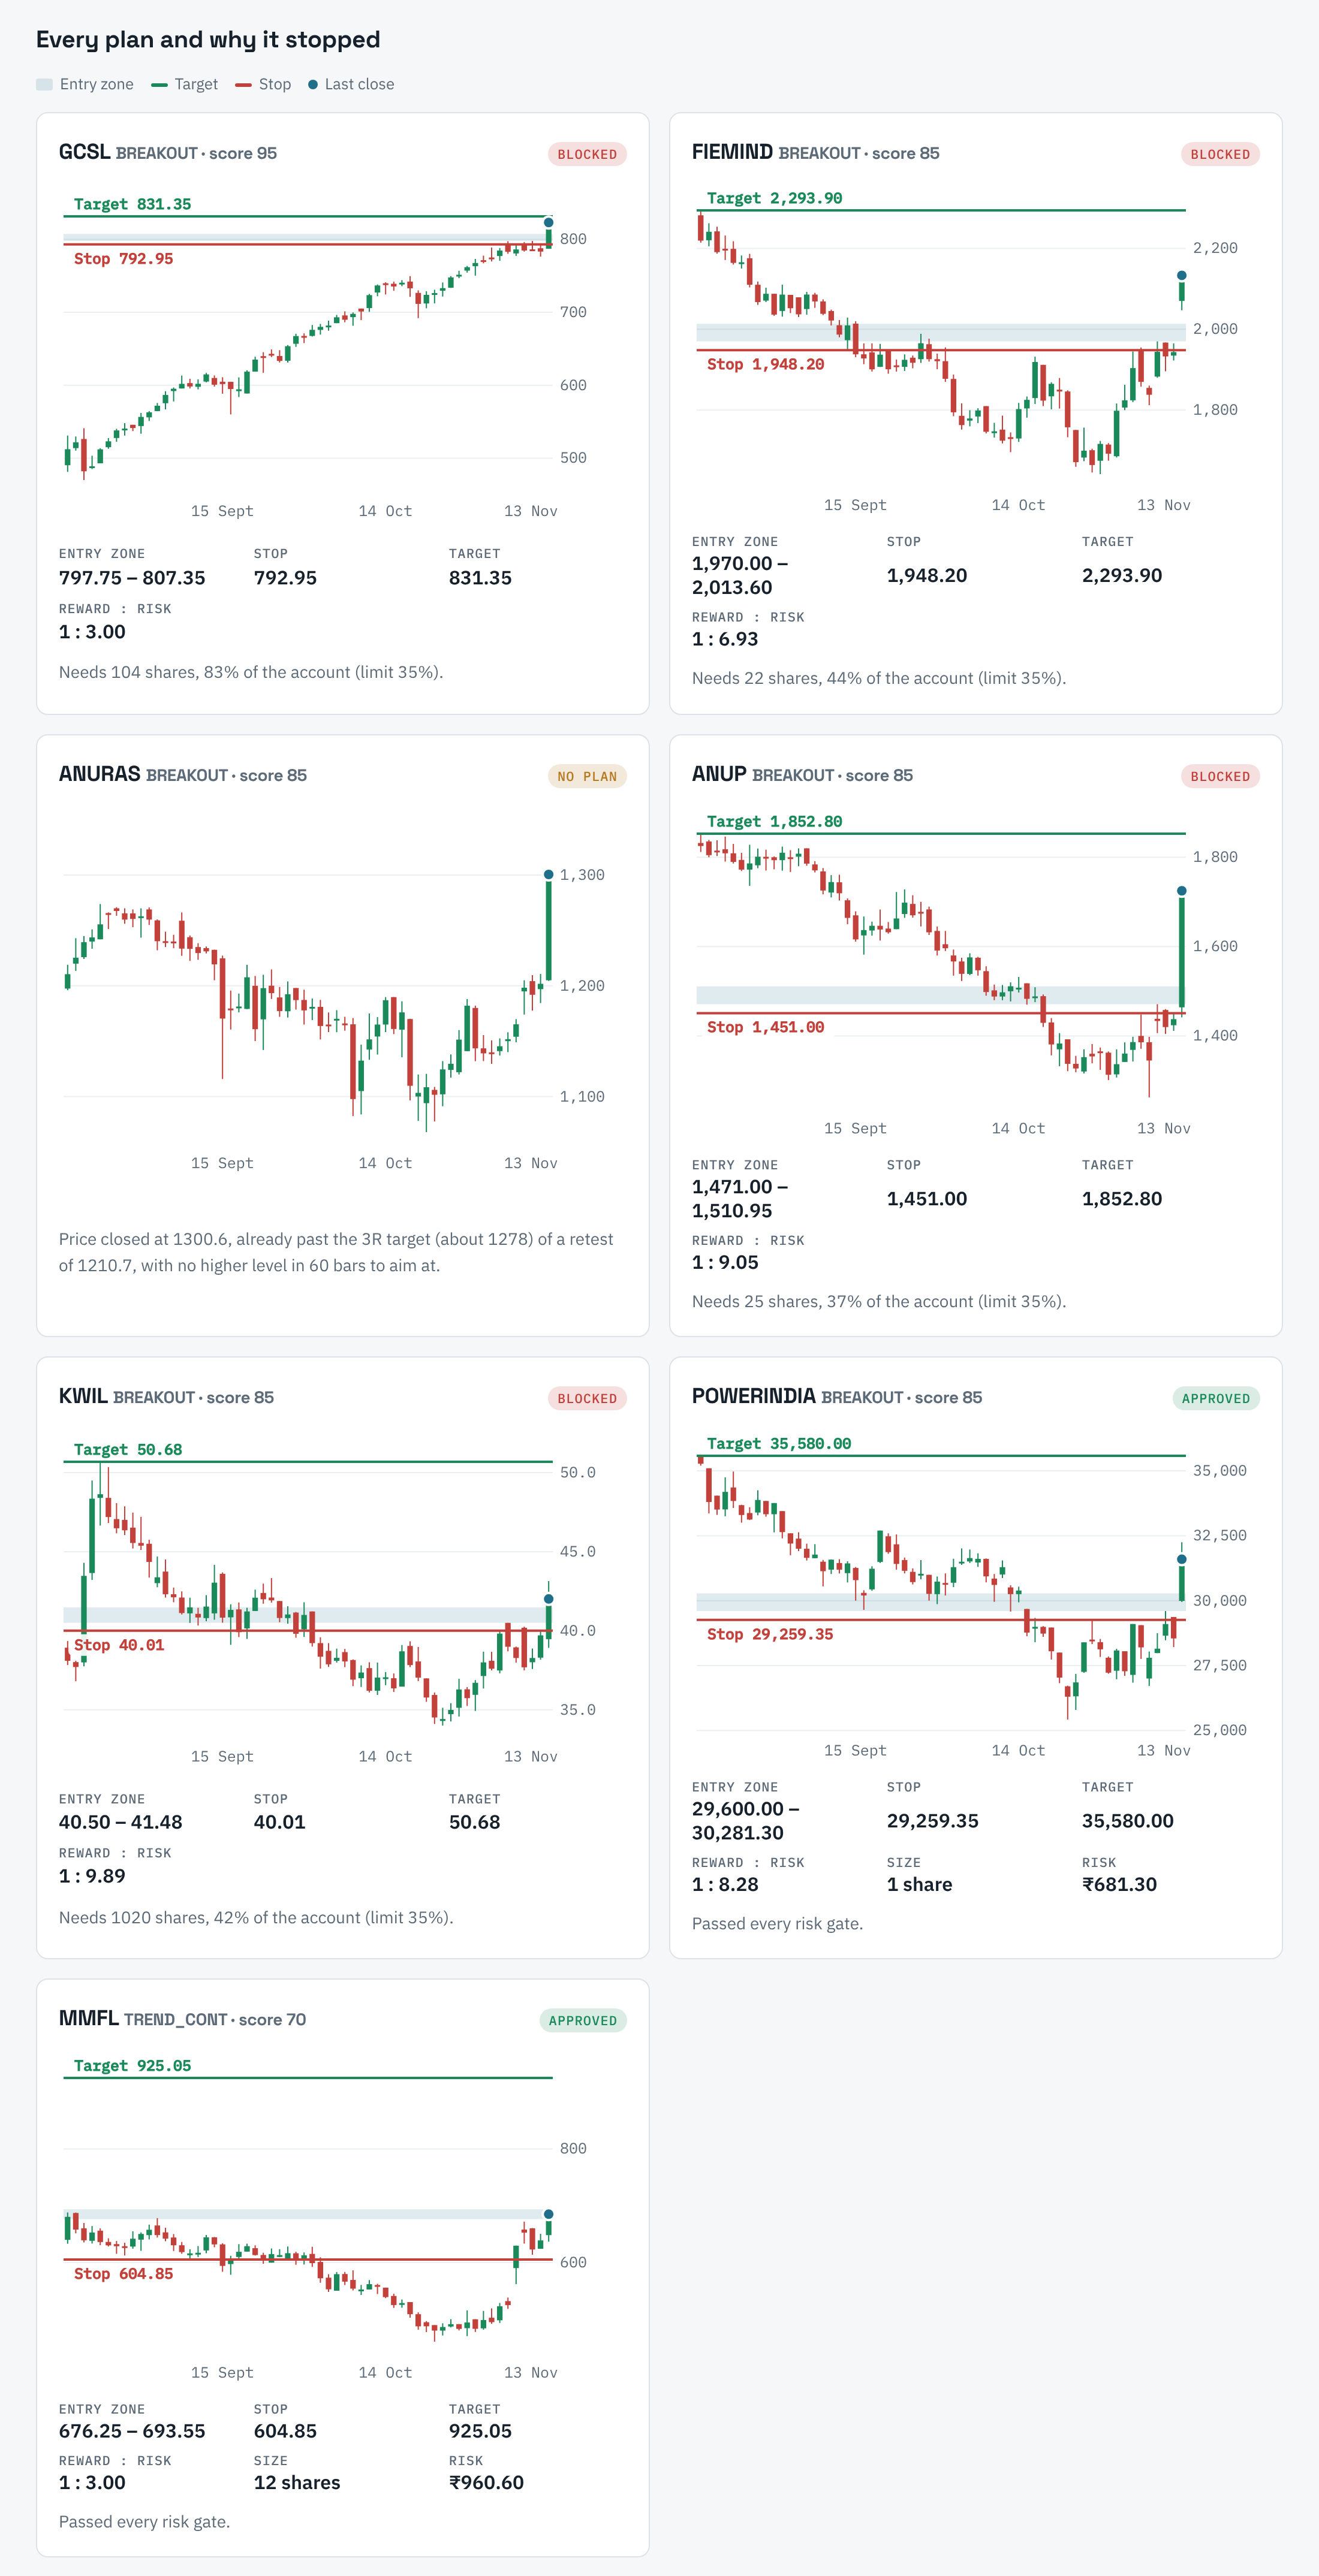 Every plan and why it stopped
Entry zone Target Stop Last close
GCSL BREAKOUT · score 95 BLOCKED
Target 831.35
800
Stop 792.95
700
600
500
15 Sept 14 Oct 13 Nov
ENTRY ZONE STOP TARGET
797.75 – 807.35 792.95 831.35
REWARD : RISK
1 : 3.00
Needs 104 shares, 83% of the account (limit 35%).
FIEMIND BREAKOUT · score 85 BLOCKED
Target 2,293.90
2,200
2,000
Stop 1,948.20
1,800
15 Sept 14 Oct 13 Nov
ENTRY ZONE STOP TARGET
1,970.00 –
2,013.60 1,948.20 2,293.90
REWARD : RISK
1 : 6.93
Needs 22 shares, 44% of the account (limit 35%).
ANURAS BREAKOUT · score 85 NO PLAN
1,300
1,200
1,100
15 Sept 14 Oct 13 Nov
Price closed at 1300.6, already past the 3R target (about 1278) of a retest
of 1210.7, with no higher level in 60 bars to aim at.
ANUP BREAKOUT · score 85 BLOCKED
Target 1,852.80
1,800
1,600
Stop 1,451.00
1,400
15 Sept 14 Oct 13 Nov
ENTRY ZONE STOP TARGET
1,471.00 –
1,510.95 1,451.00 1,852.80
REWARD : RISK
1 : 9.05
Needs 25 shares, 37% of the account (limit 35%).
KWIL BREAKOUT · score 85 BLOCKED
Target 50.68
50.0
45.0
40.0
Stop 40.01
35.0
15 Sept 14 Oct 13 Nov
ENTRY ZONE STOP TARGET
40.50 – 41.48 40.01 50.68
REWARD : RISK
1 : 9.89
Needs 1020 shares, 42% of the account (limit 35%).
POWERINDIA BREAKOUT · score 85 APPROVED
Target 35,580.00
35,000
32,500
30,000
Stop 29,259.35
27,500
25,000
15 Sept 14 Oct 13 Nov
ENTRY ZONE STOP TARGET
29,600.00 –
30,281.30 29,259.35 35,580.00
REWARD : RISK SIZE RISK
1 : 8.28 1 share ₹681.30
Passed every risk gate.
MMFL TREND_CONT · score 70 APPROVED
Target 925.05
800
600
Stop 604.85
15 Sept 14 Oct 13 Nov
ENTRY ZONE STOP TARGET
676.25 – 693.55 604.85 925.05
REWARD : RISK SIZE RISK
1 : 3.00 12 shares ₹960.60
Passed every risk gate.